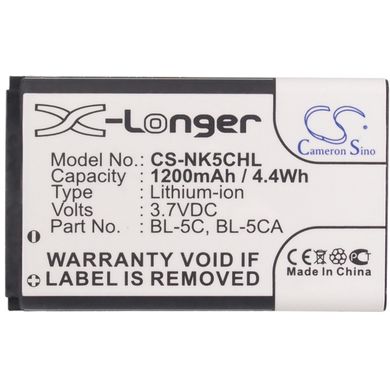 X-Longer
CS
Cameron Sino
Model No.: CS-NK5CHL
Capacity: 1200mAh / 4.4Wh
Type: Lithium-ion
Volts: 3.7VDC
Part No.: BL-5C, BL-5CA
WARRANTY VOID IF
LABEL IS REMOVED!
CE
Made In China